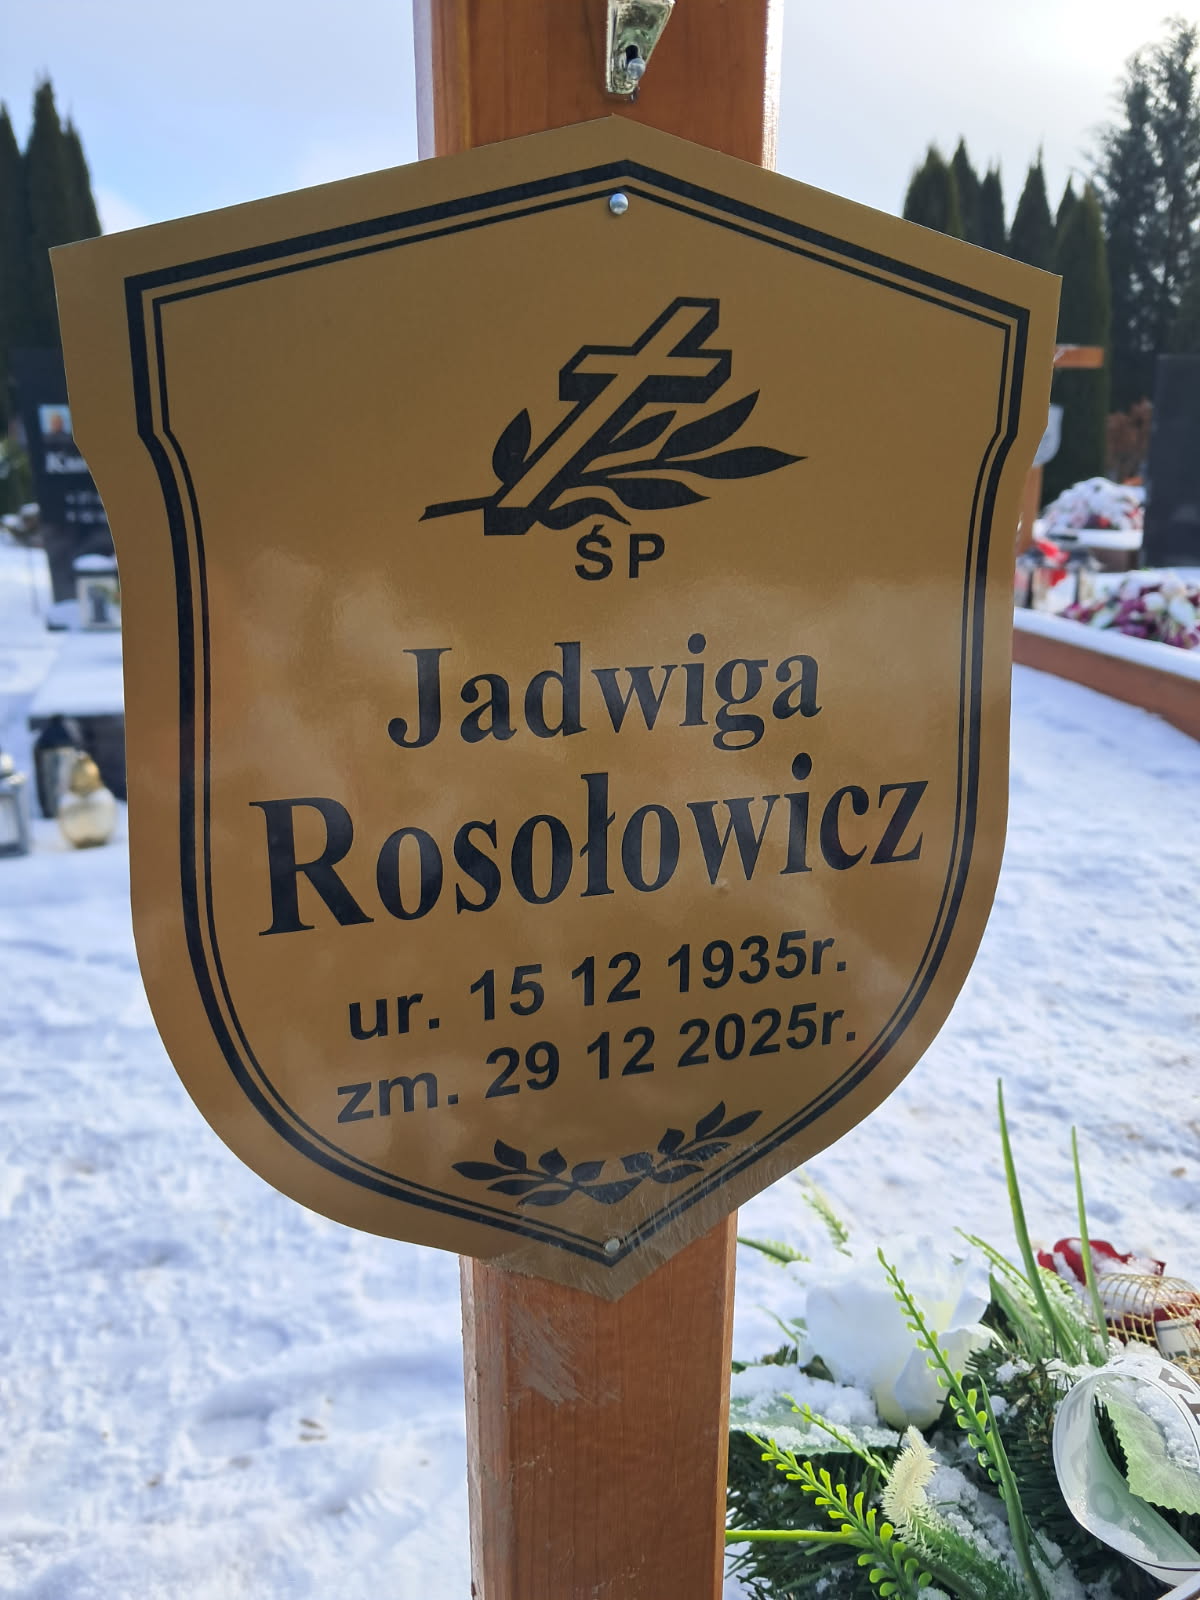 ŚP
Jadwiga
Rosołowicz
ur. 15 12 1935r.
zm. 29 12 2025r.